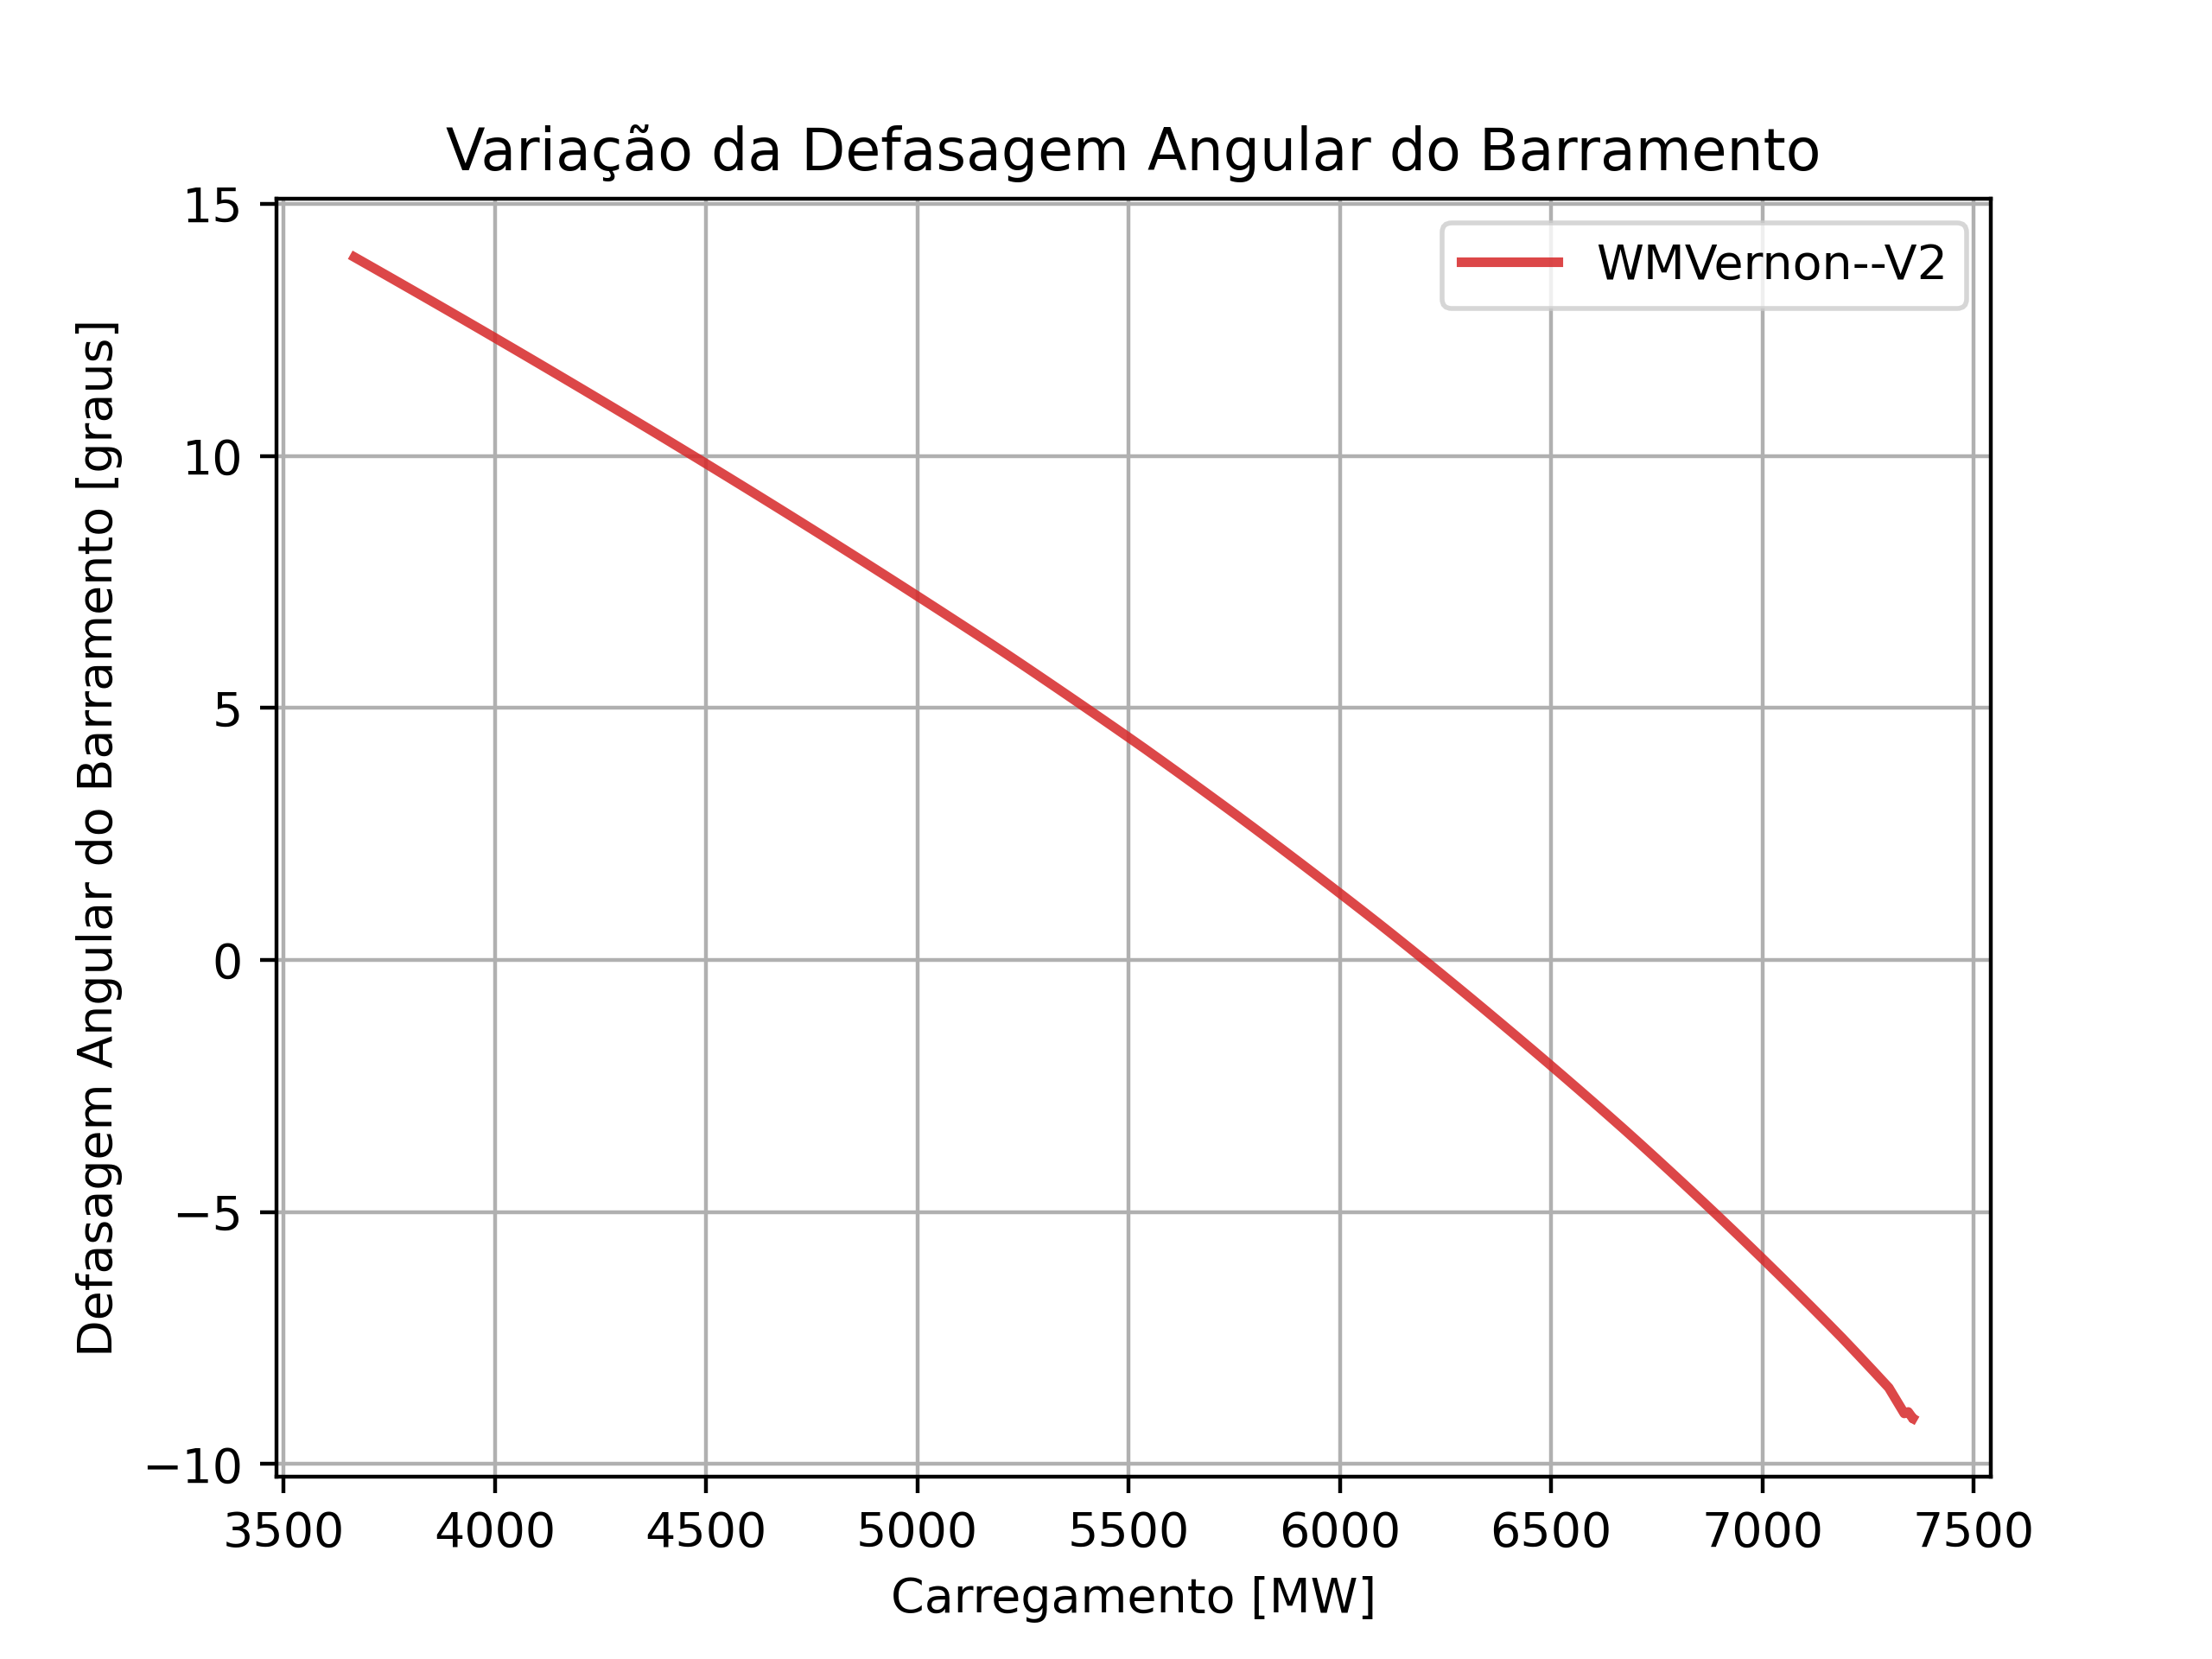 Variação da Defasagem Angular do Barramento
WMVernon--V2
Defasagem Angular do Barramento [graus]
15
10
5
0
−5
−10
3500 4000 4500 5000 5500 6000 6500 7000 7500
Carregamento [MW]